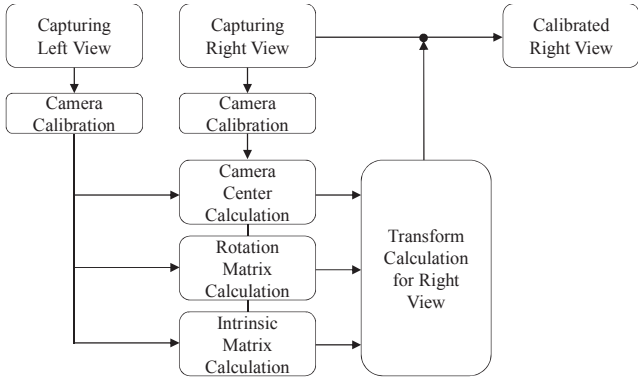 Capturing
Left View
Capturing
Right View
Calibrated
Right View
Camera
Calibration
Camera
Calibration
Camera
Center
Calculation
Rotation
Matrix
Calculation
Intrinsic
Matrix
Calculation
Transform
Calculation
for Right
View